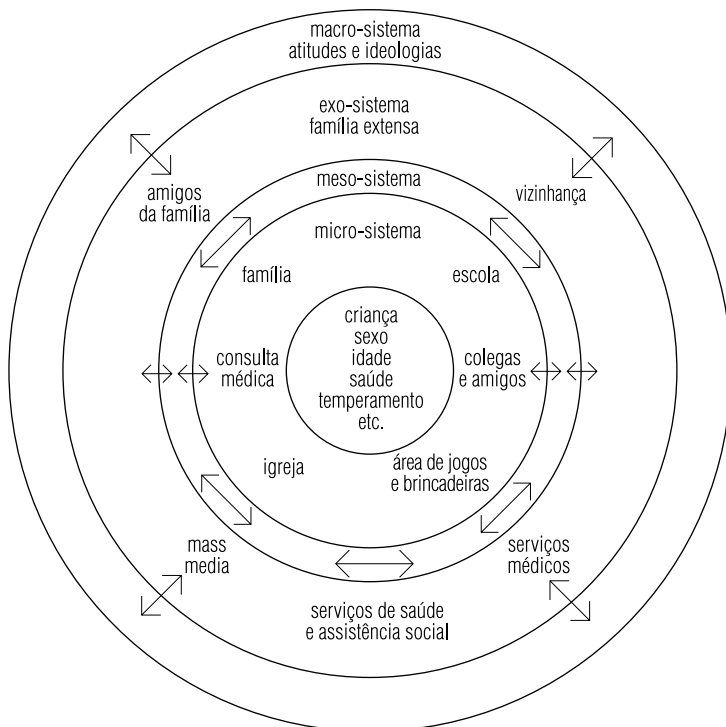 macro-sistema
atitudes e ideologias
exo-sistema
família extensa
amigos
da família
meso-sistema
vizinhança
micro-sistema
família
escola
criança
sexo
idade
saúde
temperamento
etc.
consulta
médica
colegas
e amigos
igreja
área de jogos
e brincadeiras
mass
media
serviços
médicos
serviços de saúde
e assistência social